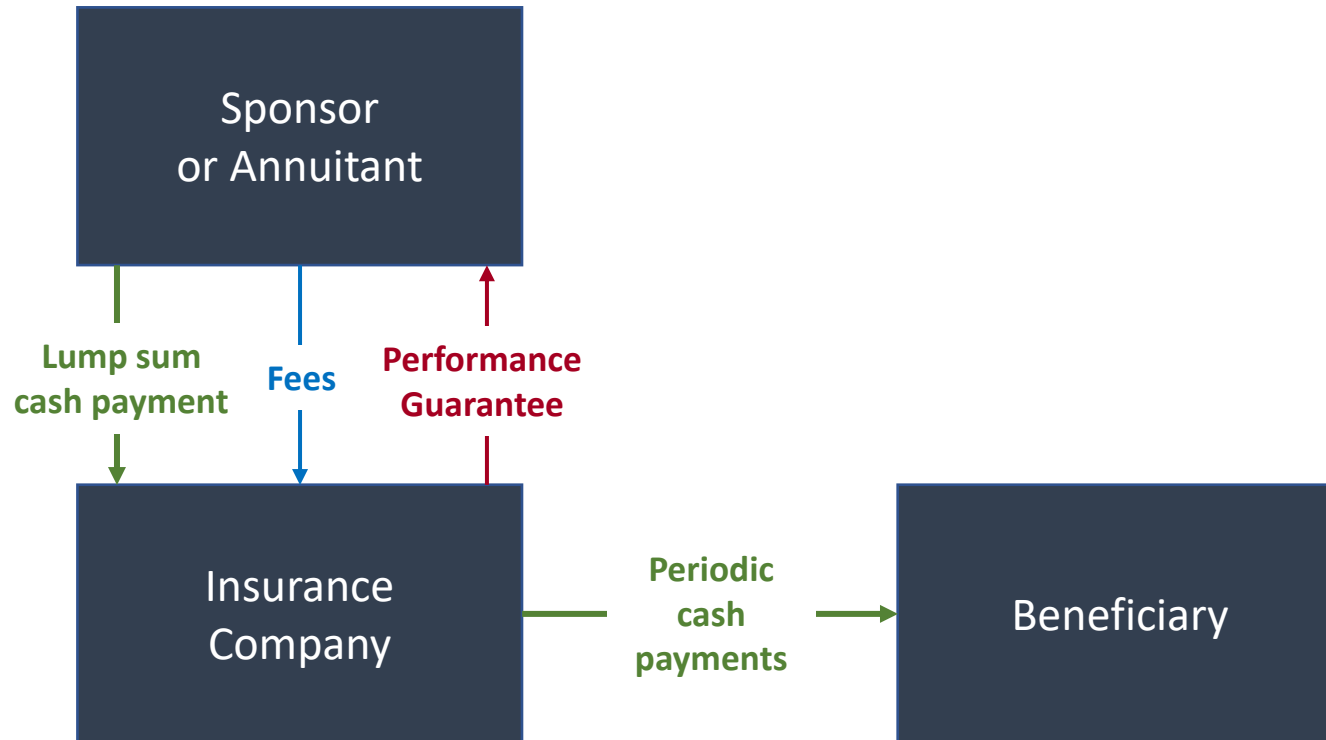 Sponsor
or Annuitant
Lump sum
cash payment
Fees
Performance
Guarantee
Insurance
Company
Periodic
cash
payments
Beneficiary